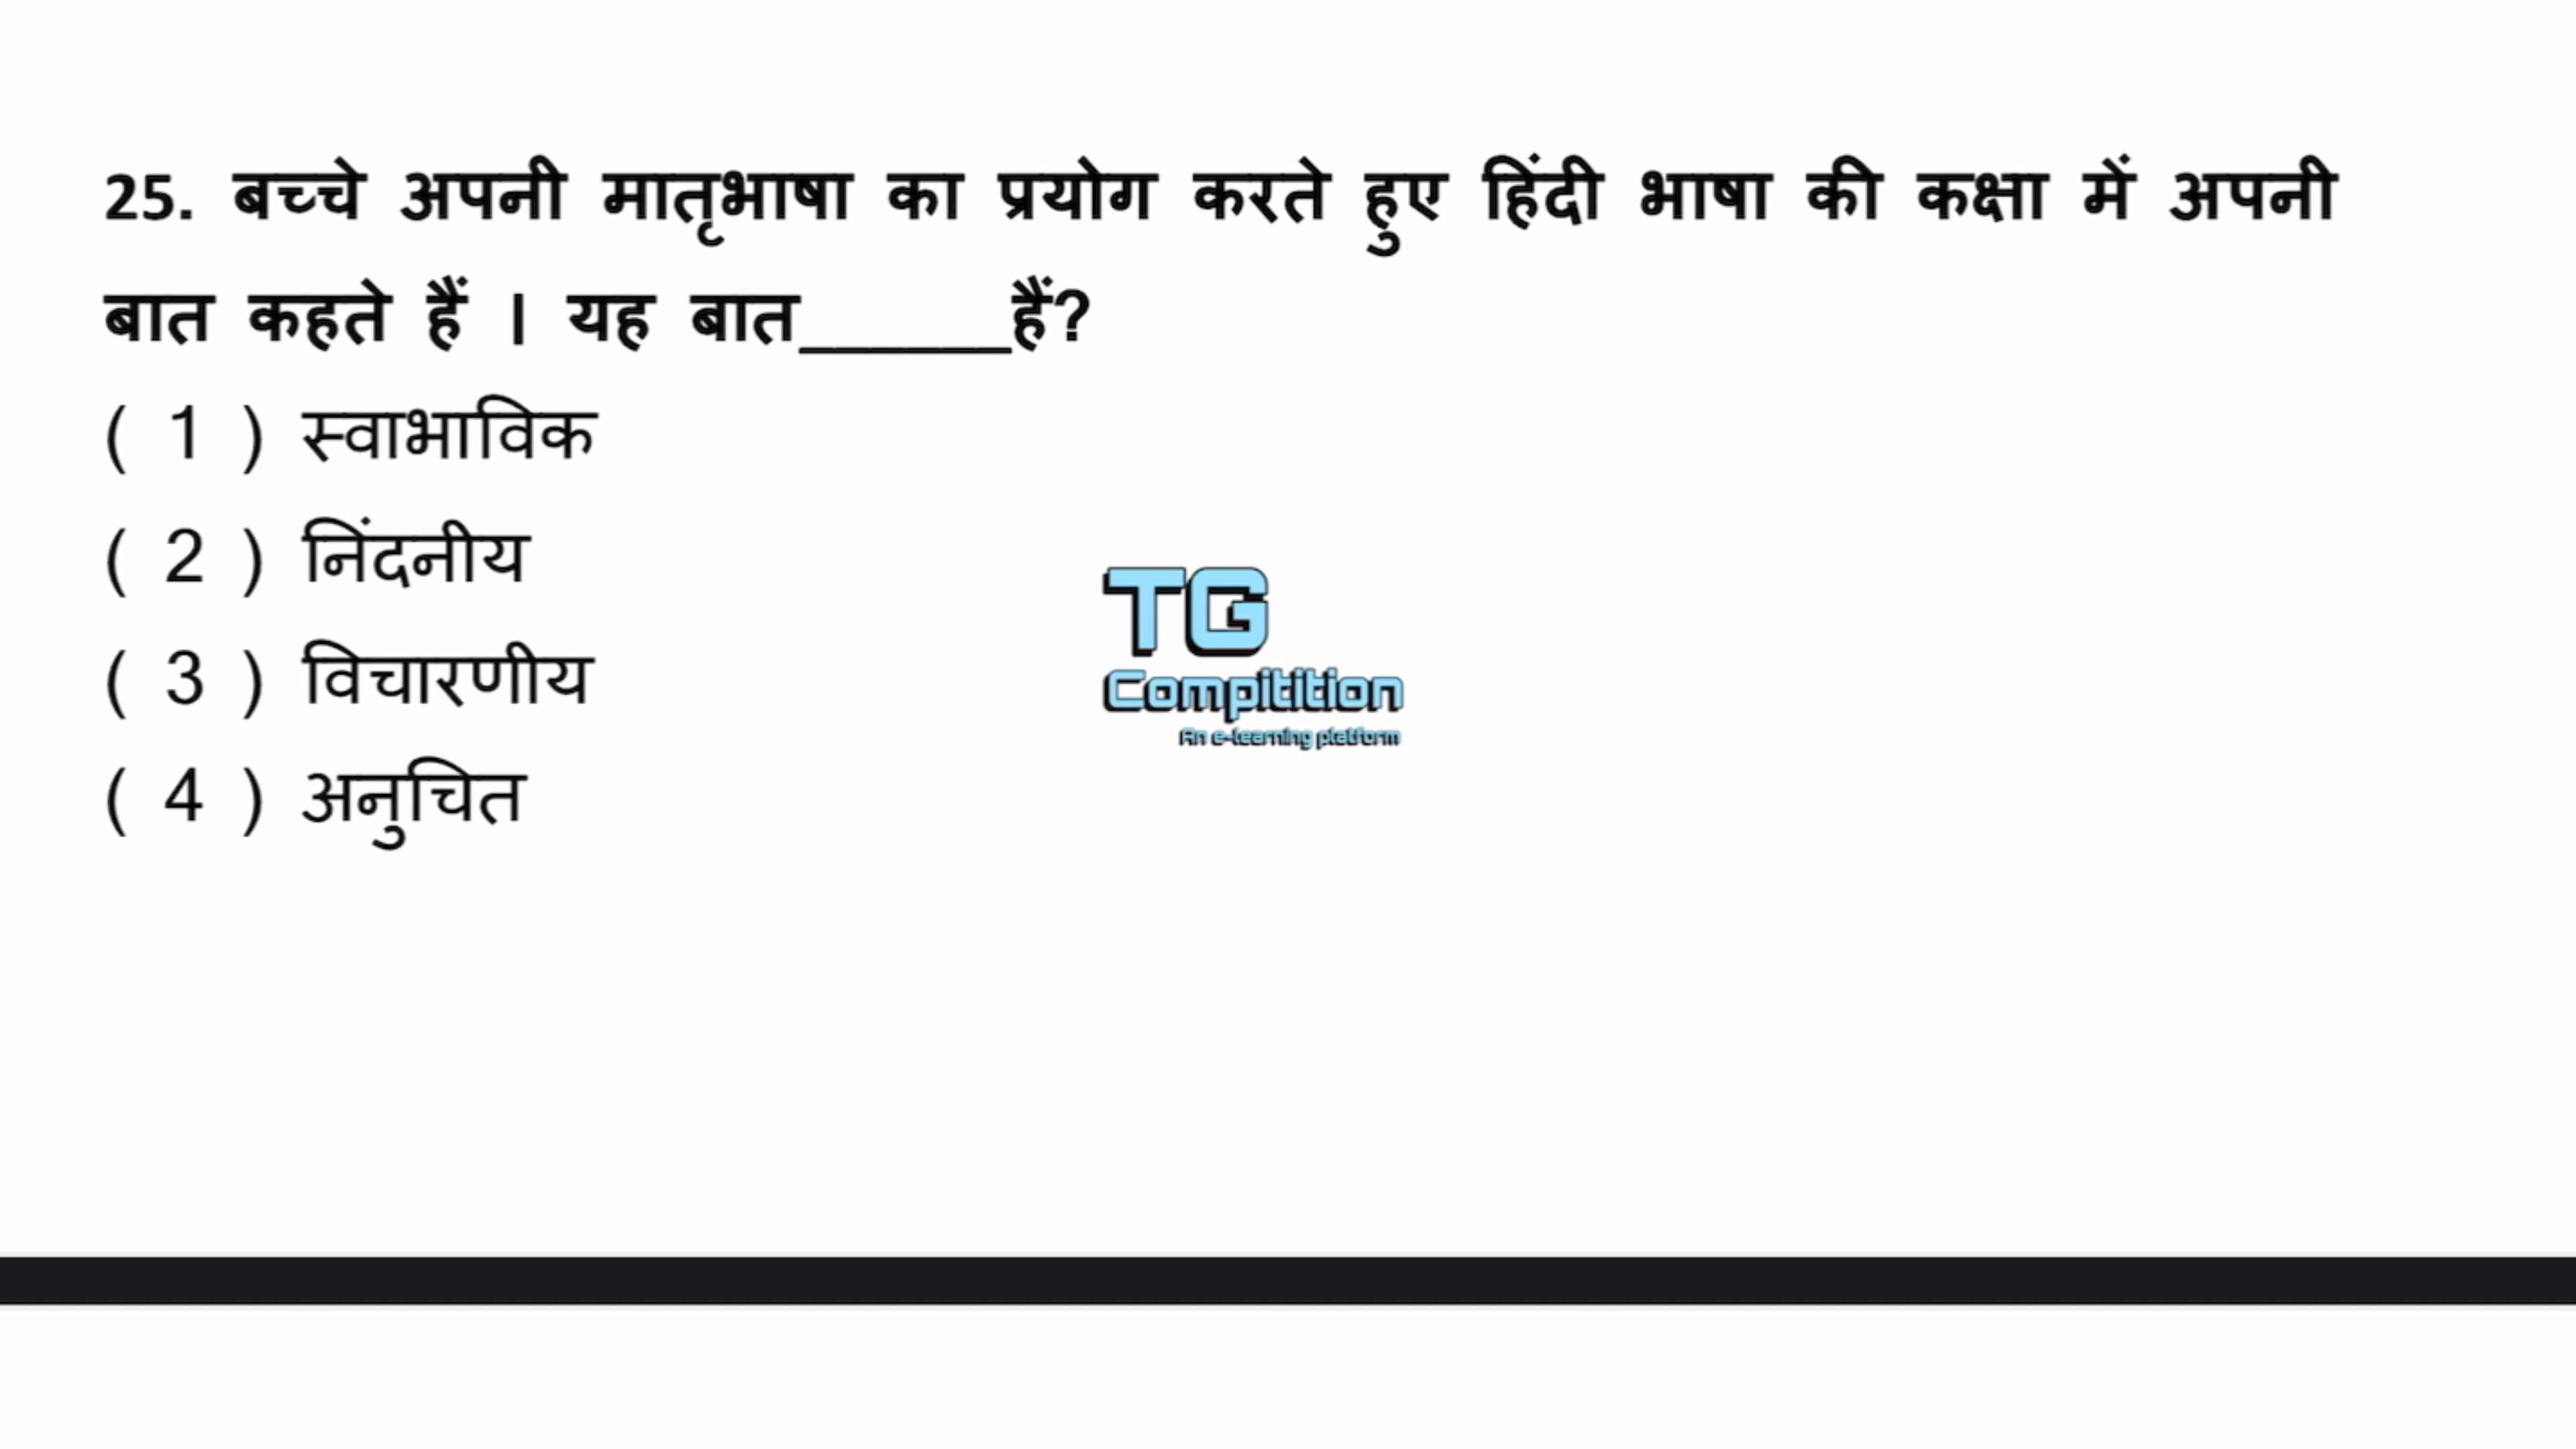 25. बच्चे अपनी मातृभाषा का प्रयोग करते हुए हिंदी भाषा की कक्षा में अपनी
बात कहते हैं । यह बात______हैं?
( 1 ) स्वाभाविक
( 2 ) निंदनीय
( 3 ) विचारणीय
( 4 ) अनुचित
TG
Compitition
An e-learning platform